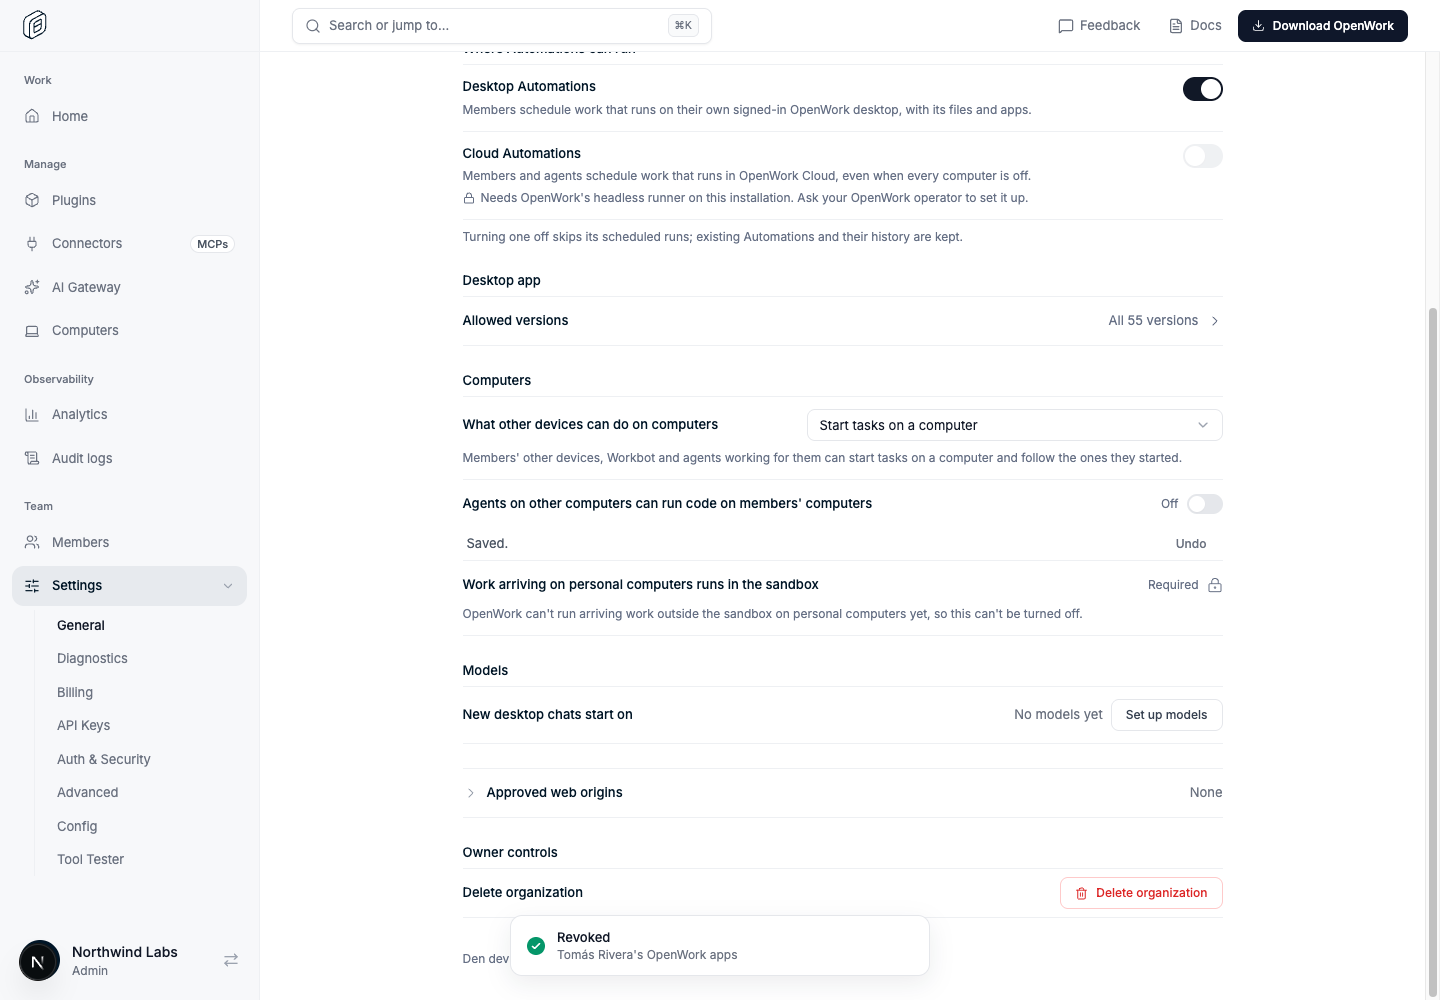 Search or jump to...
⌘K
Feedback
Docs
Download OpenWork
Work
Home
Manage
Plugins
Connectors
MCPs
AI Gateway
Computers
Observability
Analytics
Audit logs
Team
Members
Settings
General
Diagnostics
Billing
API Keys
Auth & Security
Advanced
Config
Tool Tester
Northwind Labs
Admin
Where Automations can run
Desktop Automations
Members schedule work that runs on their own signed-in OpenWork desktop, with its files and apps.
Cloud Automations
Members and agents schedule work that runs in OpenWork Cloud, even when every computer is off.
Needs OpenWork's headless runner on this installation. Ask your OpenWork operator to set it up.
Turning one off skips its scheduled runs; existing Automations and their history are kept.
Desktop app
Allowed versions
All 55 versions
Computers
What other devices can do on computers
Start tasks on a computer
Members' other devices, Workbot and agents working for them can start tasks on a computer and follow the ones they started.
Agents on other computers can run code on members' computers
Off
Saved.
Undo
Work arriving on personal computers runs in the sandbox
Required
OpenWork can't run arriving work outside the sandbox on personal computers yet, so this can't be turned off.
Models
New desktop chats start on
No models yet
Set up models
Approved web origins
None
Owner controls
Delete organization
Delete organization
Den dev
Revoked
Tomás Rivera's OpenWork apps